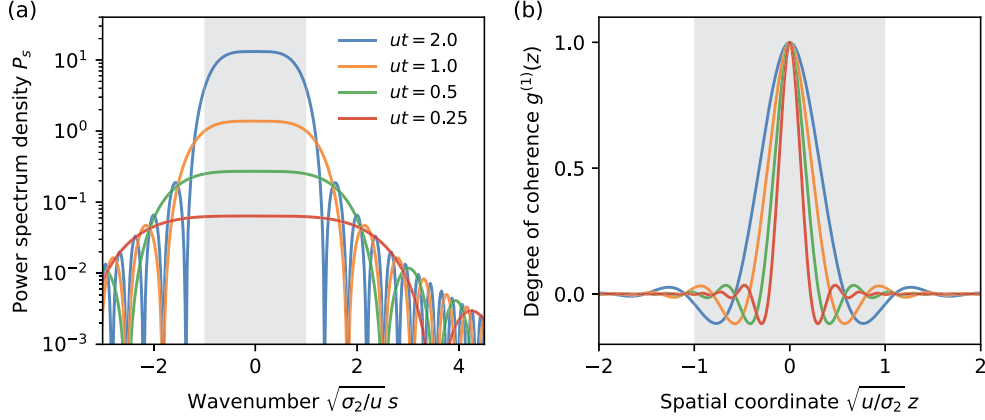 (a)
Power spectrum density P_s
10^1
10^0
10^−1
10^−2
10^−3
−2
0
2
4
Wavenumber √σ_2/u s
ut = 2.0
ut = 1.0
ut = 0.5
ut = 0.25
(b)
Degree of coherence g^(1)(z)
1.0
0.5
0.0
−2
−1
0
1
2
Spatial coordinate √u/σ_2 z